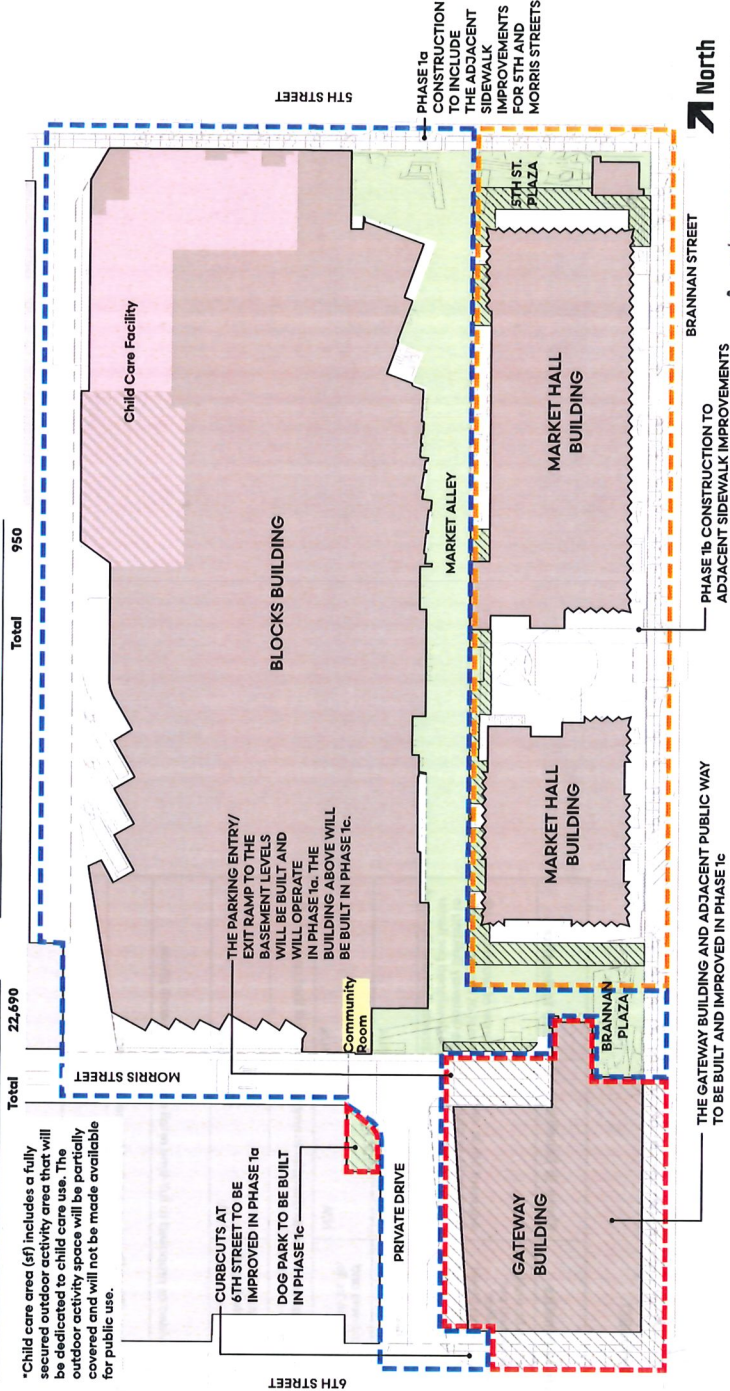 Total 22,690
Total 950
*Child care area (sf) includes a fully
secured outdoor activity area that will
be dedicated to child care use. The
outdoor activity space will be partially
covered and will not be made available
for public use.
MORRIS STREET
5TH STREET
Child Care Facility
BLOCKS BUILDING
PHASE 1a
CONSTRUCTION
TO INCLUDE
THE ADJACENT
SIDEWALK
IMPROVEMENTS
FOR 5TH AND
MORRIS STREETS
CURBCUTS AT
6TH STREET TO BE
IMPROVED IN PHASE 1a
DOG PARK TO BE BUILT
IN PHASE 1c
THE PARKING ENTRY/
EXIT RAMP TO THE
BASEMENT LEVELS
WILL BE BUILT AND
WILL OPERATE
IN PHASE 1a. THE
BUILDING ABOVE WILL
BE BUILT IN PHASE 1c.
Community
Room
6TH STREET
PRIVATE DRIVE
MARKET ALLEY
5TH ST.
PLAZA
GATEWAY
BUILDING
BRANNAN
PLAZA
MARKET HALL
BUILDING
MARKET HALL
BUILDING
North
BRANNAN STREET
THE GATEWAY BUILDING AND ADJACENT PUBLIC WAY
TO BE BUILT AND IMPROVED IN PHASE 1c
PHASE 1b CONSTRUCTION TO
ADJACENT SIDEWALK IMPROVEMENTS